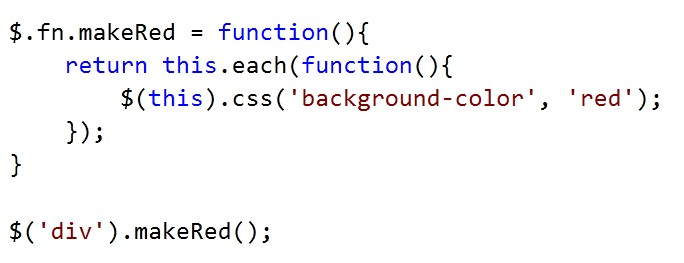 $.fn.makeRed = function(){
    return this.each(function(){
        $(this).css('background-color', 'red');
    });
}

$('div').makeRed();